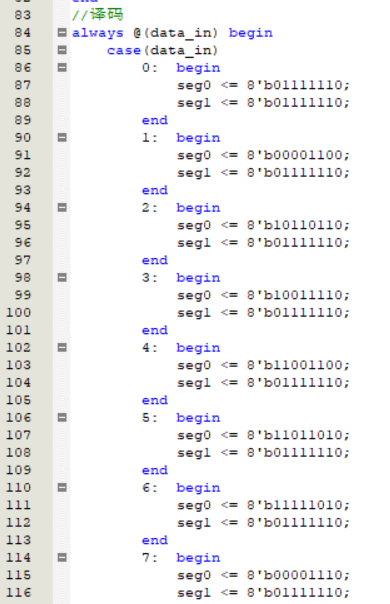 83 //译码
84 always @(data_in) begin
85 case(data_in)
86 0: begin
87 seg0 <= 8'b01111110;
88 seg1 <= 8'b01111110;
89 end
90 1: begin
91 seg0 <= 8'b00001100;
92 seg1 <= 8'b01111110;
93 end
94 2: begin
95 seg0 <= 8'b10110110;
96 seg1 <= 8'b01111110;
97 end
98 3: begin
99 seg0 <= 8'b10011110;
100 seg1 <= 8'b01111110;
101 end
102 4: begin
103 seg0 <= 8'b11001100;
104 seg1 <= 8'b01111110;
105 end
106 5: begin
107 seg0 <= 8'b11011010;
108 seg1 <= 8'b01111110;
109 end
110 6: begin
111 seg0 <= 8'b11111010;
112 seg1 <= 8'b01111110;
113 end
114 7: begin
115 seg0 <= 8'b00001110;
116 seg1 <= 8'b01111110;